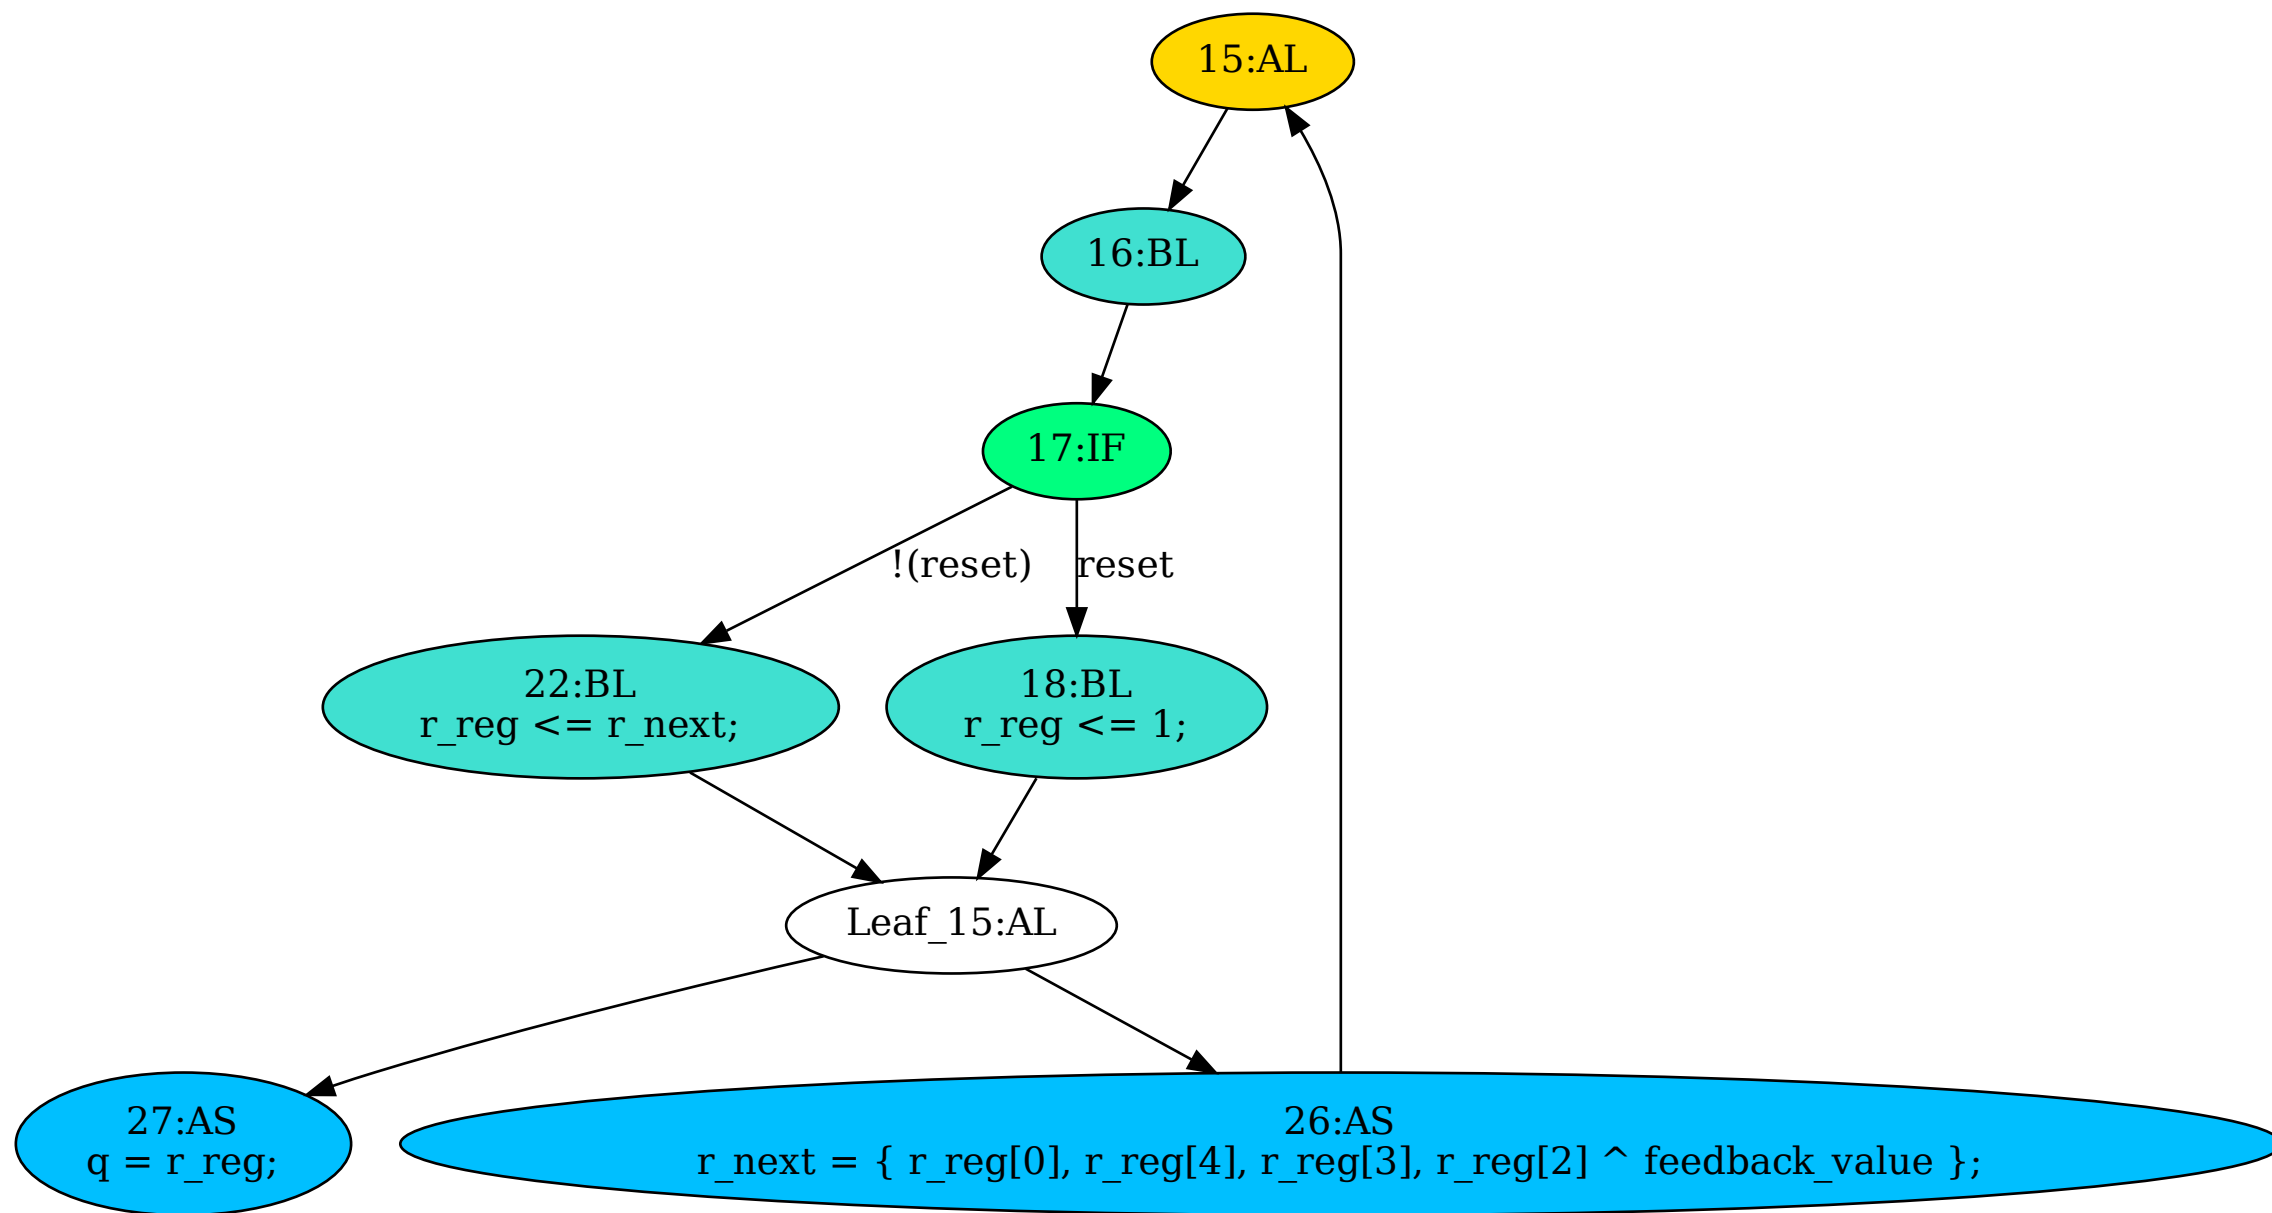 15:AL
16:BL
17:IF
!(reset)
reset
22:BL
r_reg <= r_next;
18:BL
r_reg <= 1;
Leaf_15:AL
27:AS
q = r_reg;
26:AS
r_next = { r_reg[0], r_reg[4], r_reg[3], r_reg[2] ^ feedback_value };